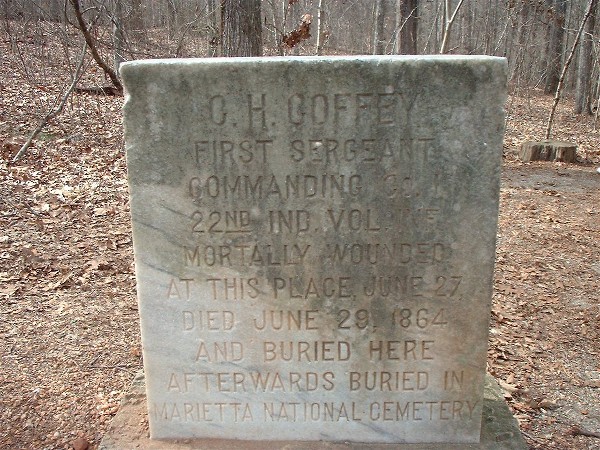 C. H. COFFEY
FIRST SERGEANT
COMMANDING CO.
22ND IND. VOL. INF.
MORTALLY WOUNDED
AT THIS PLACE, JUNE 27,
DIED JUNE 29, 1864
AND BURIED HERE
AFTERWARDS BURIED IN
MARIETTA NATIONAL CEMETERY